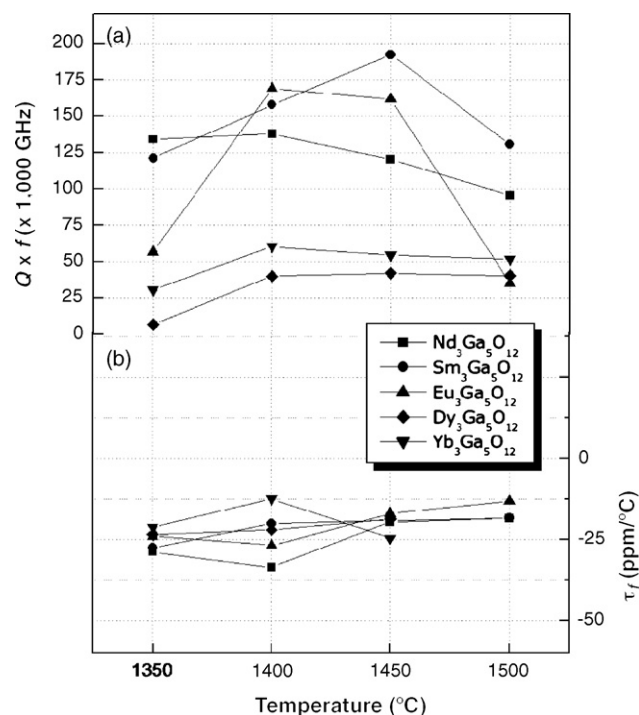 (a)
200
175
150
125
100
75
50
25
0
Q x f (x 1.000 GHz)
(b)
Nd3Ga5O12
Sm3Ga5O12
Eu3Ga5O12
Dy3Ga5O12
Yb3Ga5O12
0
-25
-50
τf (ppm/°C)
1350 1400 1450 1500
Temperature (°C)